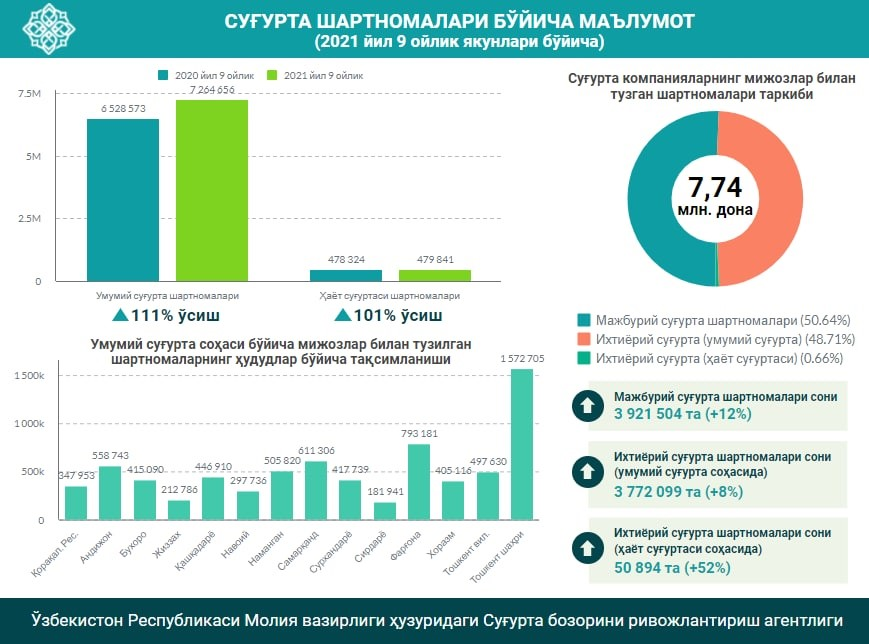 СУҒУРТА ШАРТНОМАЛАРИ БЎЙИЧА МАЪЛУМОТ
(2021 йил 9 ойлик якунлари бўйича)
2020 йил 9 ойлик
2021 йил 9 ойлик
7.5M
5M
2.5M
0
6 528 573
7 264 656
478 324
479 841
Умумий суғурта шартномалари
Ҳаёт суғуртаси шартномалари
111% ўсиш
101% ўсиш
Суғурта компанияларнинг мижозлар билан
тузган шартномалари таркиби
7,74
млн. дона
Мажбурий суғурта шартномалари (50.64%)
Ихтиёрий суғурта (умумий суғурта) (48.71%)
Ихтиёрий суғурта (ҳаёт суғуртаси) (0.66%)
Умумий суғурта соҳаси бўйича мижозлар билан тузилган
шартномаларнинг ҳудудлар бўйича тақсимланиши
1 500k
1 000k
500k
0
347 953
558 743
415 090
212 786
446 910
297 736
505 820
611 306
417 739
181 941
793 181
405 116
497 630
1 572 705
Қорақал. Рес.
Андижон
Бухоро
Жиззах
Қашқадарё
Навоий
Наманган
Самарқанд
Сурхандарё
Сирдарё
Фарғона
Хоразм
Тошкент вил.
Тошкент шаҳри
Мажбурий суғурта шартномалари сони
3 921 504 та (+12%)
Ихтиёрий суғурта шартномалари сони
(умумий суғурта соҳасида)
3 772 099 та (+8%)
Ихтиёрий суғурта шартномалари сони
(ҳаёт суғуртаси соҳасида)
50 894 та (+52%)
Ўзбекистон Республикаси Молия вазирлиги ҳузуридаги Суғурта бозорини ривожлантириш агентлиги